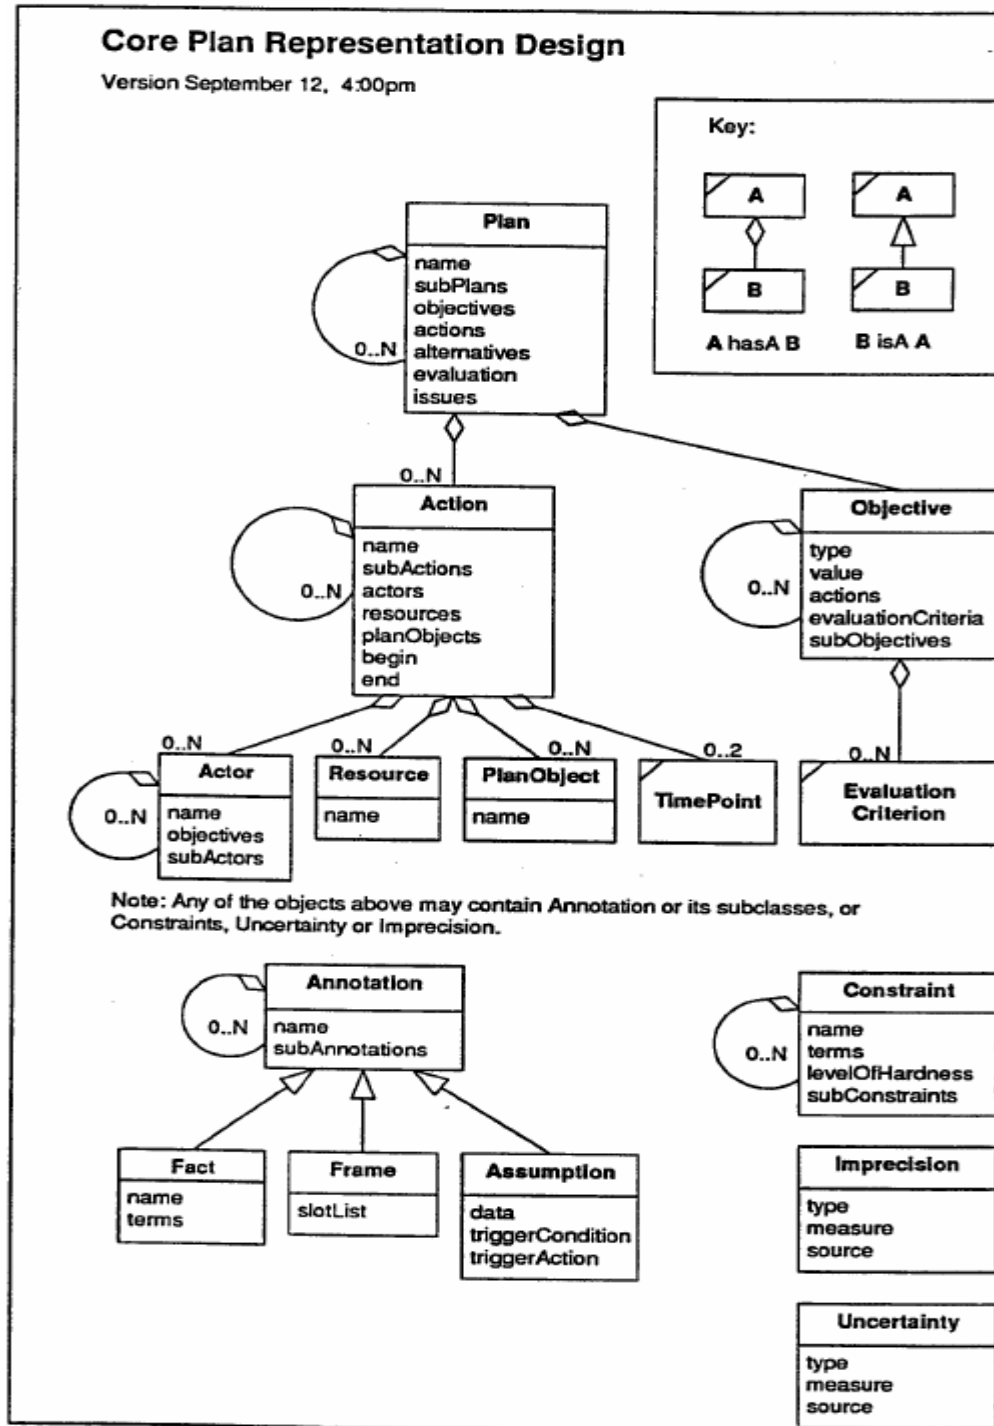 Core Plan Representation Design
Version September 12, 4:00pm
Key:
A
A
B
B
A hasA B
B isA A
Plan
name
subPlans
objectives
actions
alternatives
evaluation
issues
0..N
0..N
Action
name
subActions
actors
resources
planObjects
begin
end
0..N
Objective
type
value
actions
evaluationCriteria
subObjectives
0..N
0..N
0..N
0..N
0..2
0..N
Actor
name
objectives
subActors
0..N
Resource
name
PlanObject
name
TimePoint
Evaluation
Criterion
Note: Any of the objects above may contain Annotation or its subclasses, or
Constraints, Uncertainty or Imprecision.
Annotation
name
subAnnotations
0..N
Constraint
name
terms
levelOfHardness
subConstraints
0..N
Fact
name
terms
Frame
slotList
Assumption
data
triggerCondition
triggerAction
Imprecision
type
measure
source
Uncertainty
type
measure
source